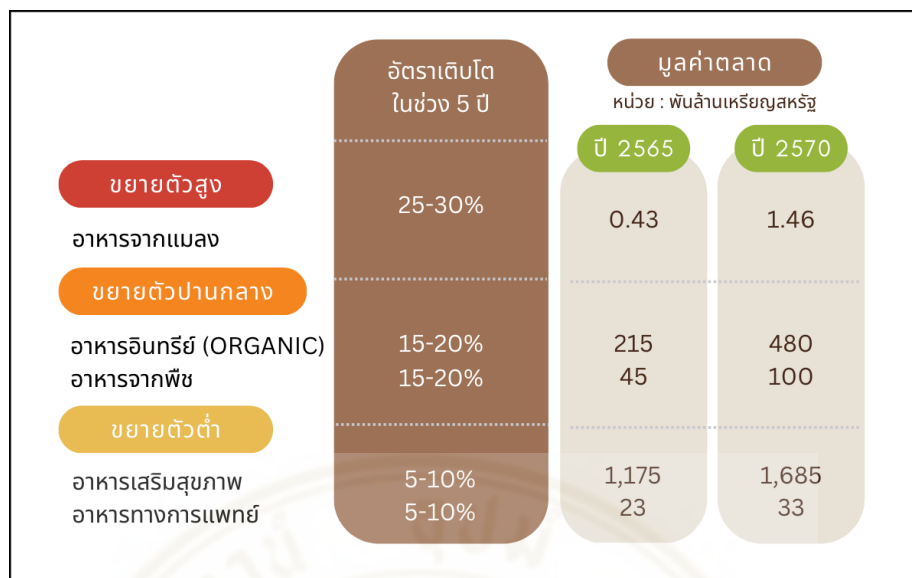 อัตราเติบโต
ในช่วง 5 ปี
มูลค่าตลาด
หน่วย : พันล้านเหรียญสหรัฐ
ปี 2565 ปี 2570
ขยายตัวสูง
25-30% 0.43 1.46
อาหารจากแมลง
ขยายตัวปานกลาง
อาหารอินทรีย์ (ORGANIC) 15-20% 215 480
อาหารจากพืช 15-20% 45 100
ขยายตัวต่ำ
อาหารเสริมสุขภาพ 5-10% 1,175 1,685
อาหารทางการแพทย์ 5-10% 23 33